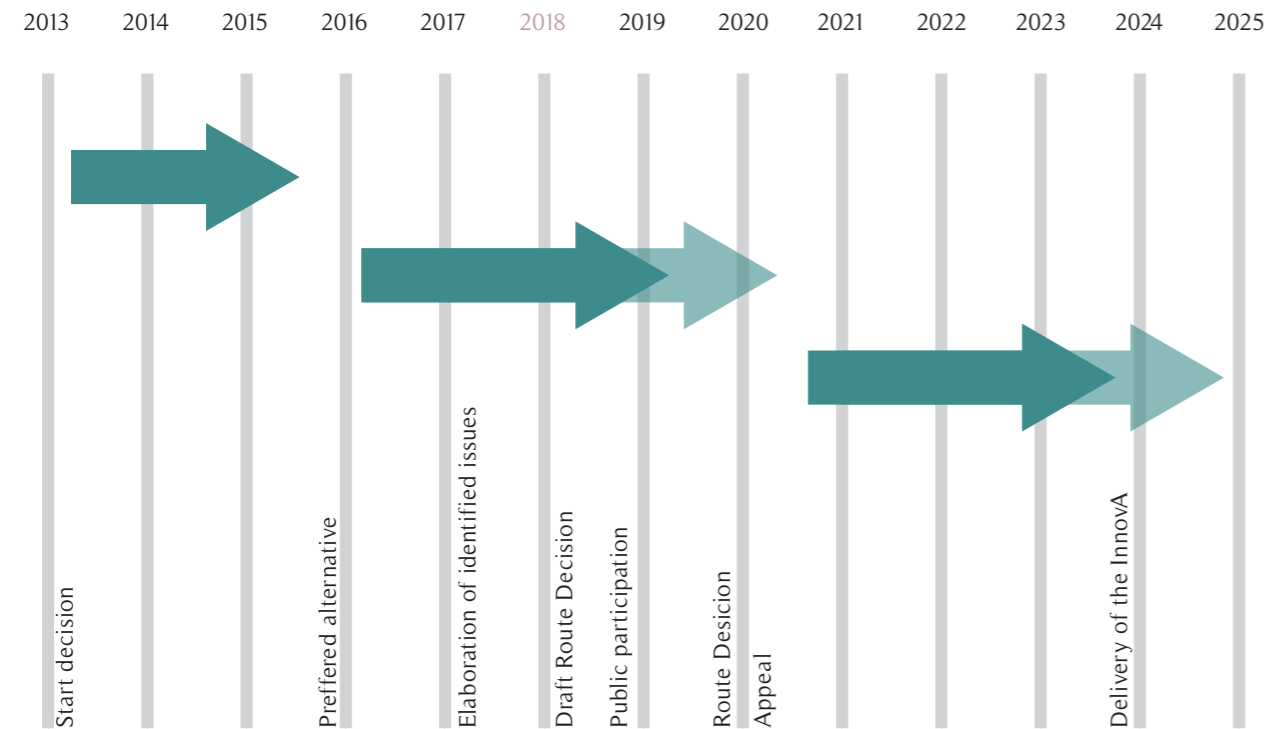 2013 2014 2015 2016 2017 2018 2019 2020 2021 2022 2023 2024 2025
Start decision
Preffered alternative
Elaboration of identified issues
Draft Route Decision
Public participation
Route Desicion
Appeal
Delivery of the InnovA